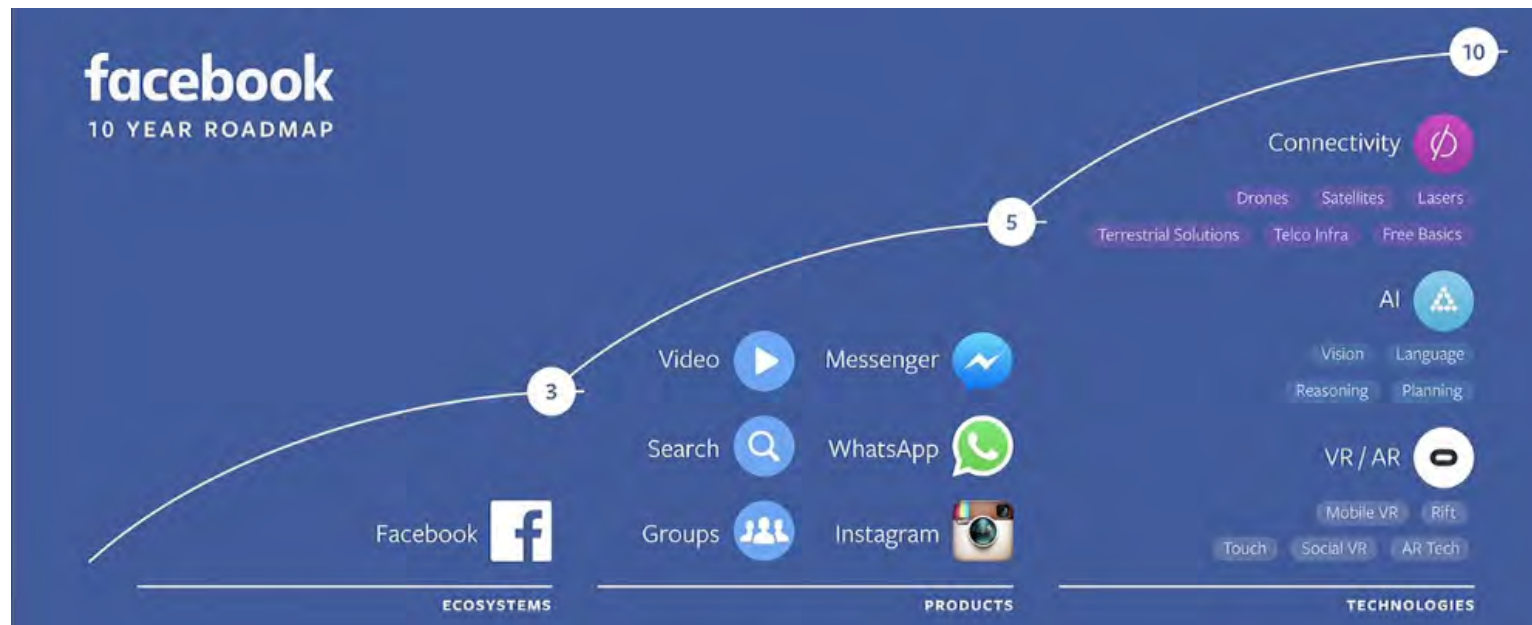 facebook
10 YEAR ROADMAP
3
5
10
Facebook
ECOSYSTEMS
Video Messenger
Search WhatsApp
Groups Instagram
PRODUCTS
Connectivity
Drones Satellites Lasers
Terrestrial Solutions Telco Infra Free Basics
AI
Vision Language
Reasoning Planning
VR / AR
Mobile VR Rift
Touch Social VR AR Tech
TECHNOLOGIES